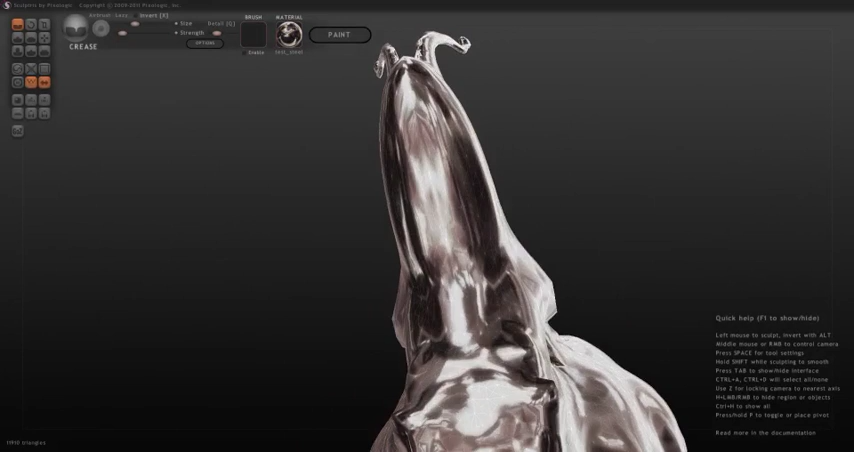 Sculptris by Pixologic. Copyright (C) 2009-2011 Pixologic, Inc.
Airbrush Lazy Invert [X]
Size Detail [Q]
Strength
OPTIONS
CREASE
BRUSH
Enable
MATERIAL
PAINT
Quick help (F1 to show/hide)
Left mouse to sculpt, invert with ALT
Middle mouse or RMB to control camera
Press SPACE for tool settings
Hold SHIFT while sculpting to smooth
Press TAB to show/hide interface
CTRL+A, CTRL+D will select all/none
Use Z for locking camera to nearest axis
H+LMB/RMB to hide region or objects
Ctrl+H to show all
Press/hold P to toggle or place pivot
Read more in the documentation
triangles